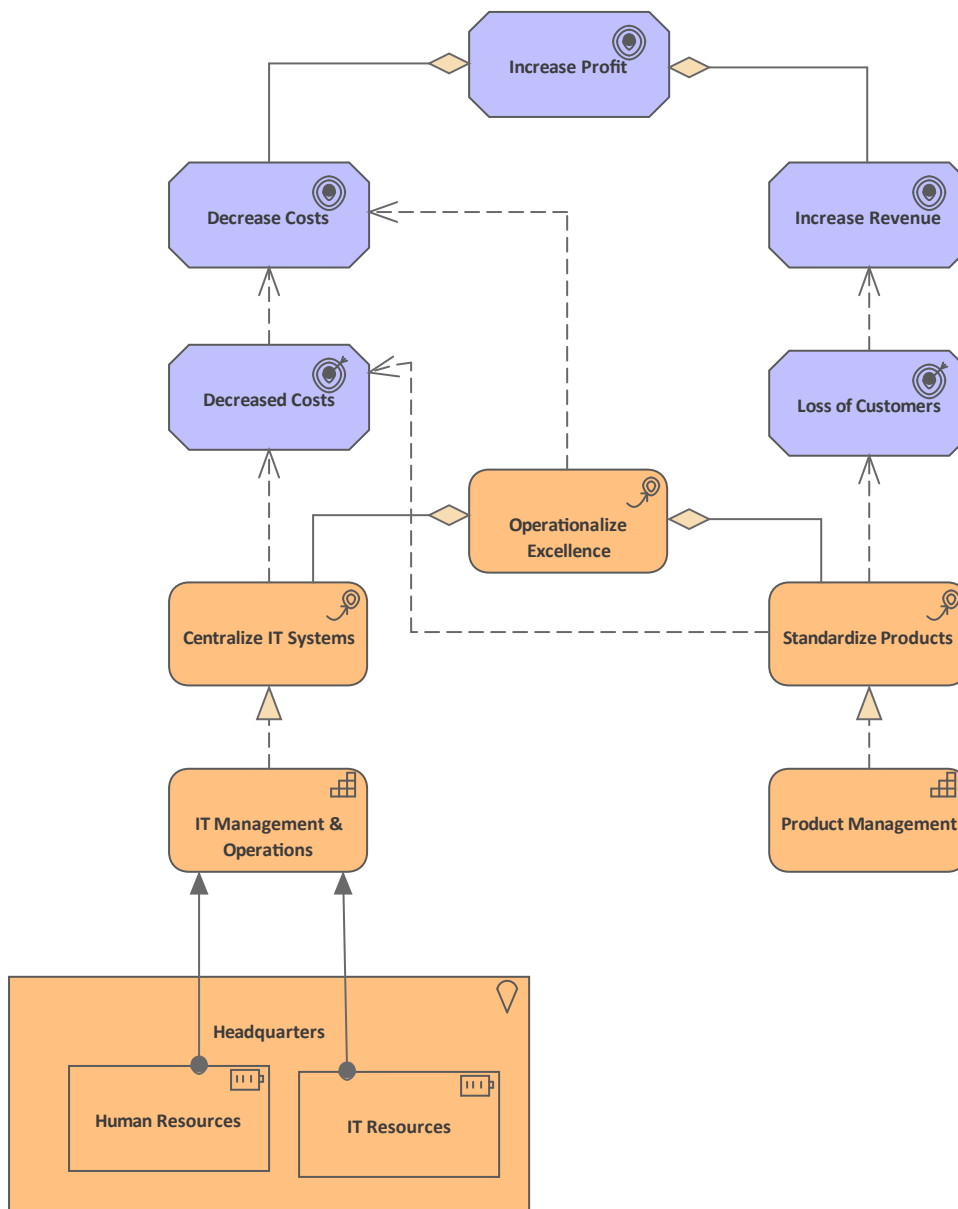 Increase Profit
Decrease Costs
Increase Revenue
Decreased Costs
Loss of Customers
Operationalize
Excellence
Centralize IT Systems
Standardize Products
IT Management &
Operations
Product Management
Headquarters
Human Resources
IT Resources